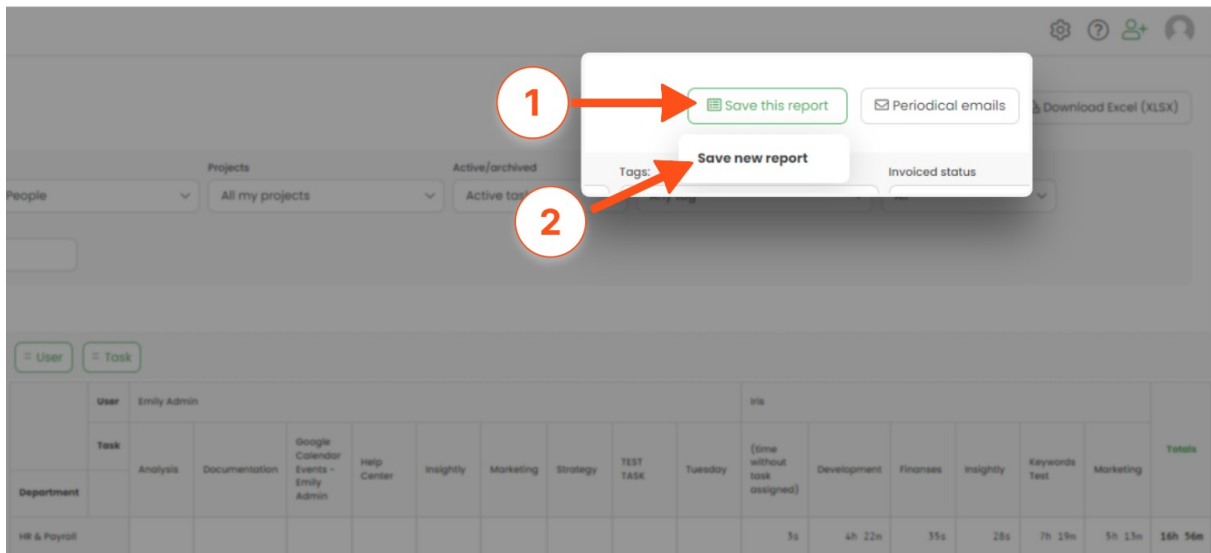 1
Save this report
Periodical emails
Download Excel (XLSX)
Save new report
Projects
Active/archived
Tags:
Invoiced status
People
All my projects
Active
Any tag
All
2
= User
= Task
User
Emily Admin
Iris
Task
Analysis
Documentation
Google
Calendar
Events -
Emily
Admin
Help
Center
Insightly
Marketing
Strategy
TEST
TASK
Tuesday
(time
without
task
assigned)
Development
Finanses
Insightly
Keywords
Test
Marketing
Totals
Department
HR & Payroll
3s
4h 22m
35s
28s
7h 19m
5h 13m
16h 56m